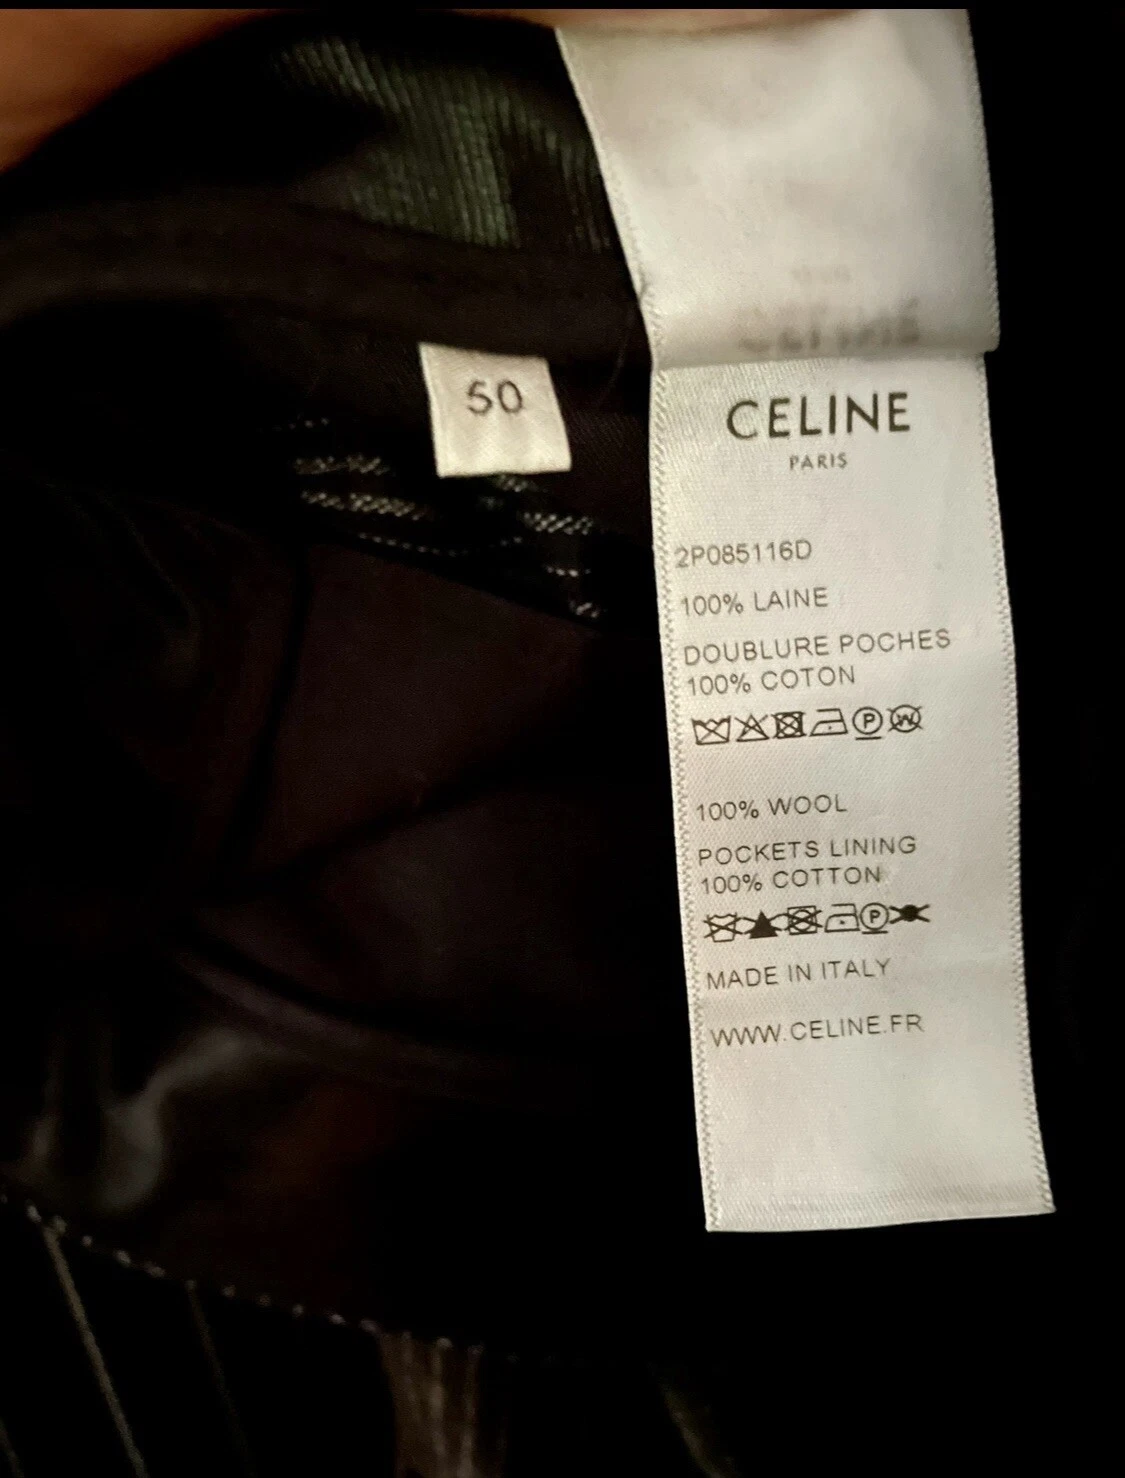 50
CELINE
PARIS
2P085116D
100% LAINE
DOUBLURE POCHES
100% COTON
100% WOOL
POCKETS LINING
100% COTTON
MADE IN ITALY
WWW.CELINE.FR